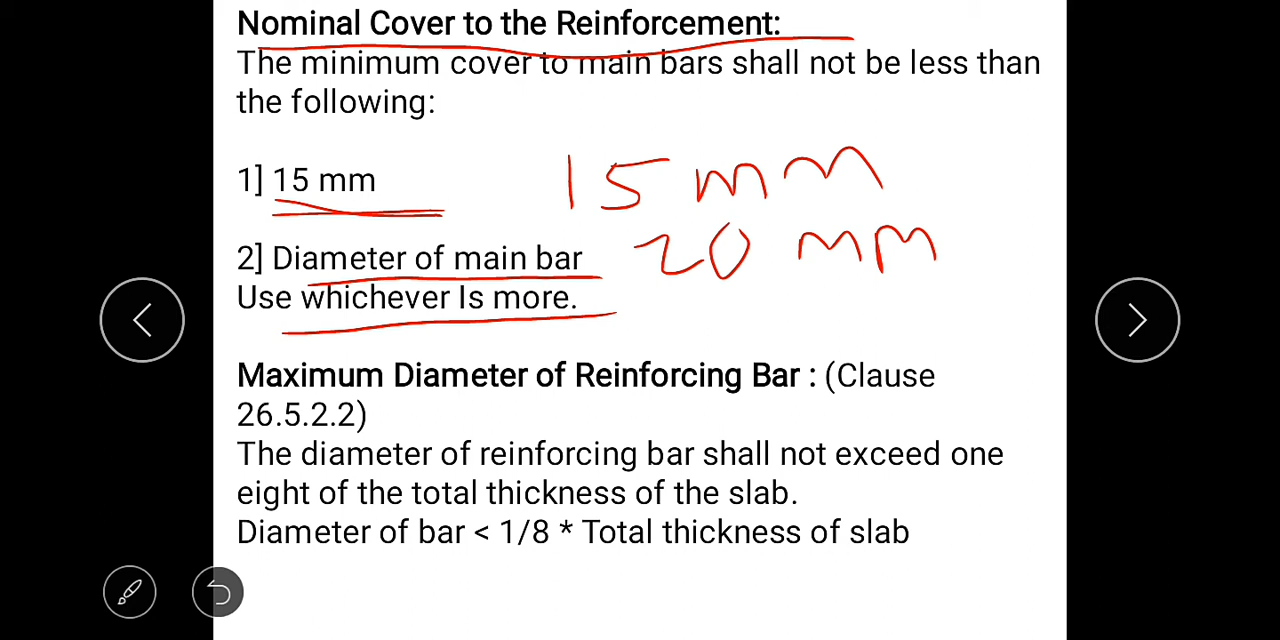 Nominal Cover to the Reinforcement:
The minimum cover to main bars shall not be less than
the following:
1] 15 mm
15 mm
20 mm
2] Diameter of main bar
Use whichever Is more.
Maximum Diameter of Reinforcing Bar : (Clause
26.5.2.2)
The diameter of reinforcing bar shall not exceed one
eight of the total thickness of the slab.
Diameter of bar < 1/8 * Total thickness of slab